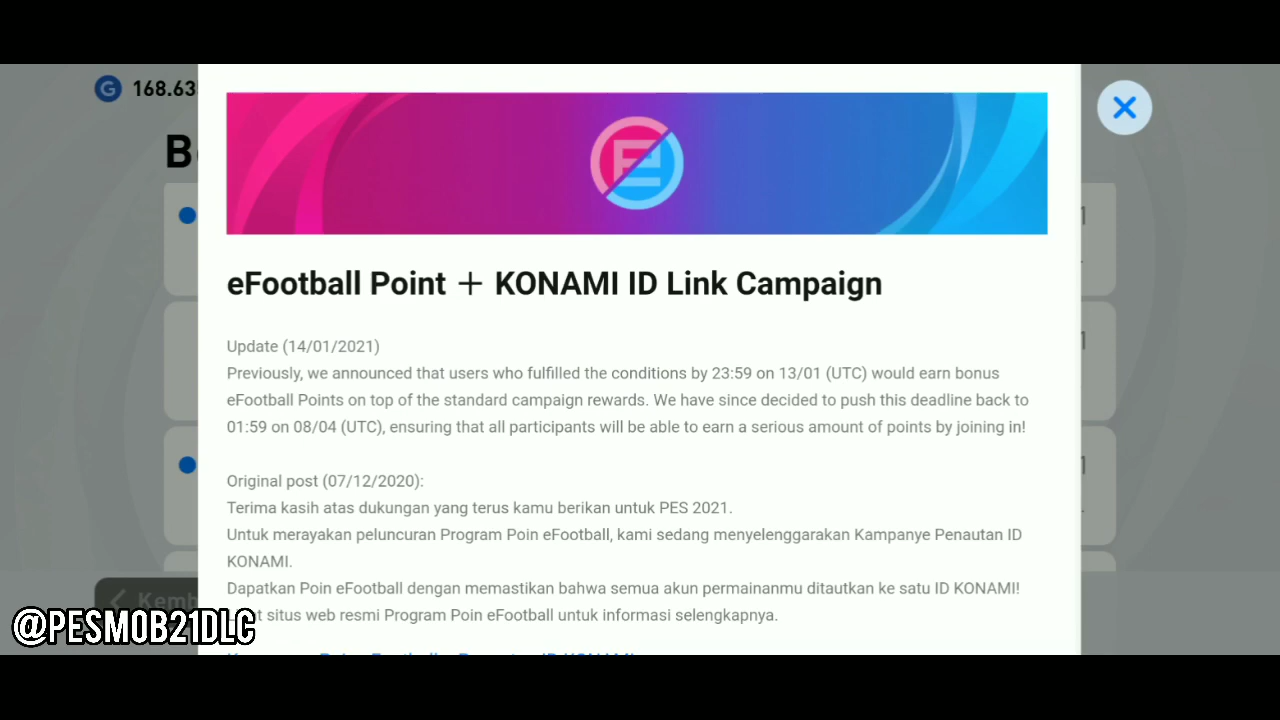 168.63
B
eFootball Point + KONAMI ID Link Campaign
Update (14/01/2021)
Previously, we announced that users who fulfilled the conditions by 23:59 on 13/01 (UTC) would earn bonus
eFootball Points on top of the standard campaign rewards. We have since decided to push this deadline back to
01:59 on 08/04 (UTC), ensuring that all participants will be able to earn a serious amount of points by joining in!
Original post (07/12/2020):
Terima kasih atas dukungan yang terus kamu berikan untuk PES 2021.
Untuk merayakan peluncuran Program Poin eFootball, kami sedang menyelenggarakan Kampanye Penautan ID
KONAMI.
Dapatkan Poin eFootball dengan memastikan bahwa semua akun permainanmu ditautkan ke satu ID KONAMI!
situs web resmi Program Poin eFootball untuk informasi selengkapnya.
Kemb
@PESMOB21DLC